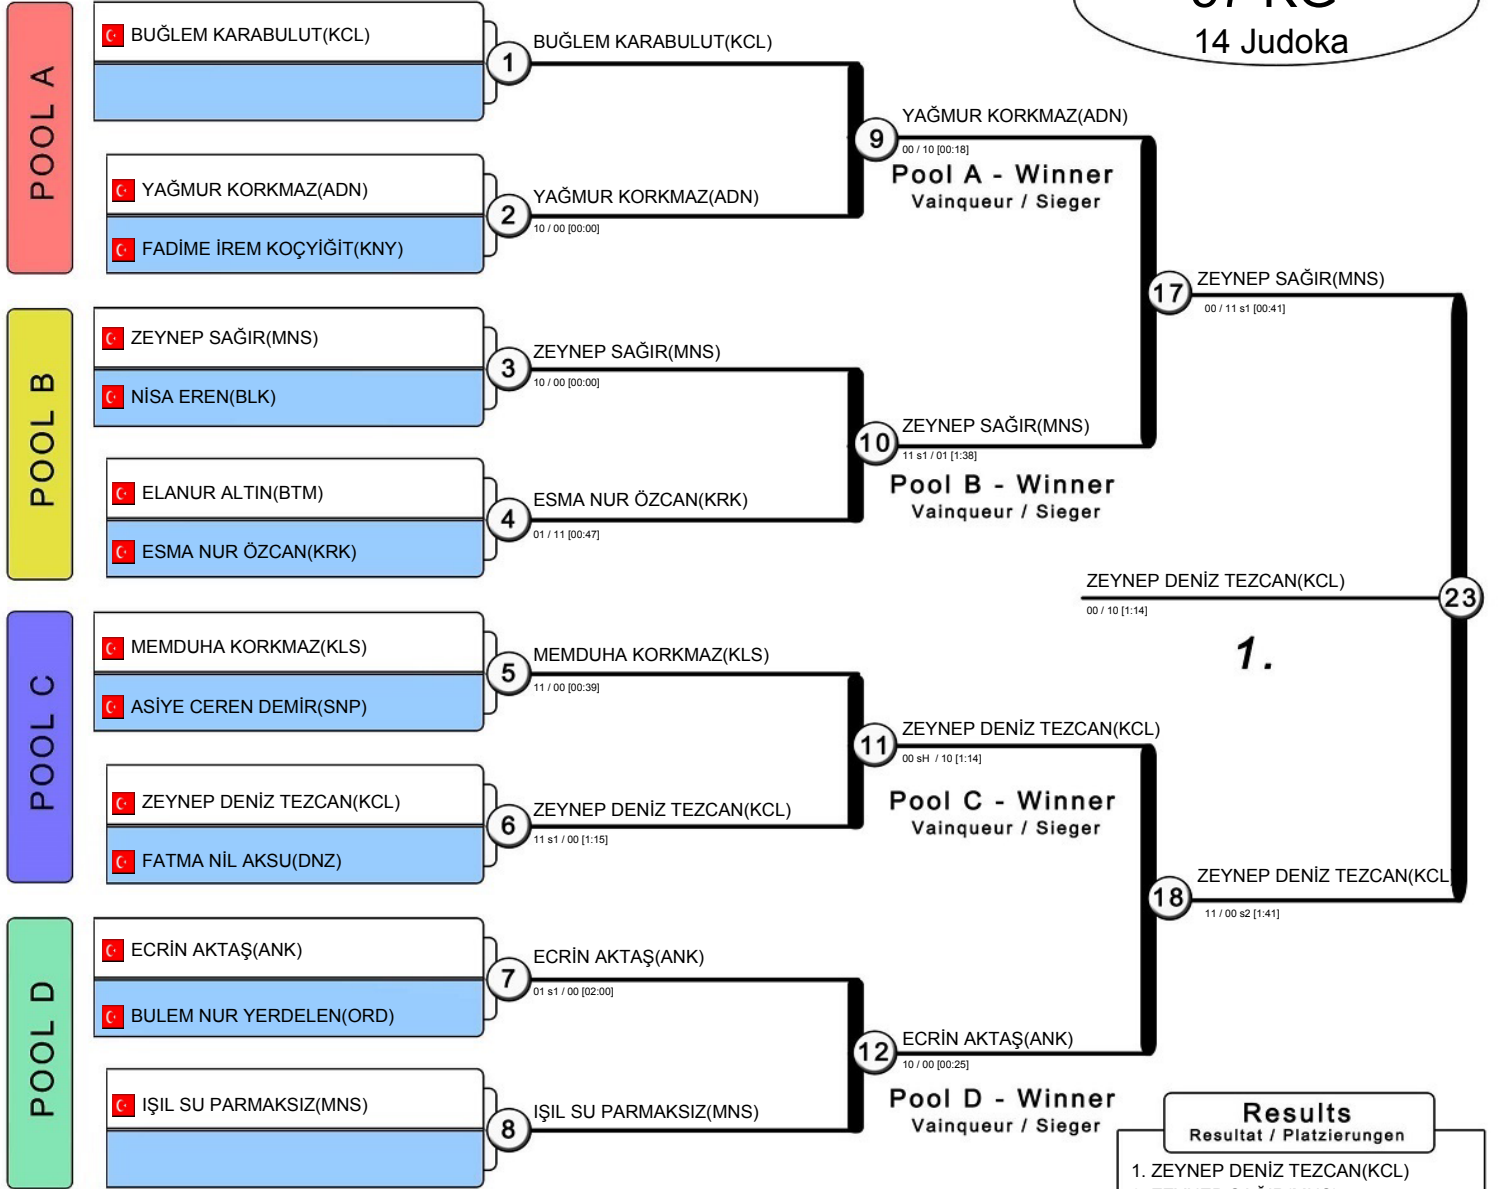 14 Judoka
POOL A
BUĞLEM KARABULUT(KCL)
1
BUĞLEM KARABULUT(KCL)
YAĞMUR KORKMAZ(ADN)
FADİME İREM KOÇYİĞİT(KNY)
2
YAĞMUR KORKMAZ(ADN)
10 / 00 [00:00]
9
YAĞMUR KORKMAZ(ADN)
00 / 10 [00:18]
Pool A - Winner
Vainqueur / Sieger
POOL B
ZEYNEP SAĞIR(MNS)
NİSA EREN(BLK)
3
ZEYNEP SAĞIR(MNS)
10 / 00 [00:00]
ELANUR ALTIN(BTM)
ESMA NUR ÖZCAN(KRK)
4
ESMA NUR ÖZCAN(KRK)
01 / 11 [00:47]
10
ZEYNEP SAĞIR(MNS)
11 s1 / 01 [1:38]
Pool B - Winner
Vainqueur / Sieger
17
ZEYNEP SAĞIR(MNS)
00 / 11 s1 [00:41]
POOL C
MEMDUHA KORKMAZ(KLS)
ASİYE CEREN DEMİR(SNP)
5
MEMDUHA KORKMAZ(KLS)
11 / 00 [00:39]
ZEYNEP DENİZ TEZCAN(KCL)
FATMA NİL AKSU(DNZ)
6
ZEYNEP DENİZ TEZCAN(KCL)
11 s1 / 00 [1:15]
11
ZEYNEP DENİZ TEZCAN(KCL)
00 sH / 10 [1:14]
Pool C - Winner
Vainqueur / Sieger
POOL D
ECRİN AKTAŞ(ANK)
BULEM NUR YERDELEN(ORD)
7
ECRİN AKTAŞ(ANK)
01 s1 / 00 [02:00]
IŞIL SU PARMAKSIZ(MNS)
8
IŞIL SU PARMAKSIZ(MNS)
12
ECRİN AKTAŞ(ANK)
10 / 00 [00:25]
Pool D - Winner
Vainqueur / Sieger
18
ZEYNEP DENİZ TEZCAN(KCL)
11 / 00 s2 [1:41]
ZEYNEP DENİZ TEZCAN(KCL)
23
00 / 10 [1:14]
1.
Results
Resultat / Platzierungen
1. ZEYNEP DENİZ TEZCAN(KCL)